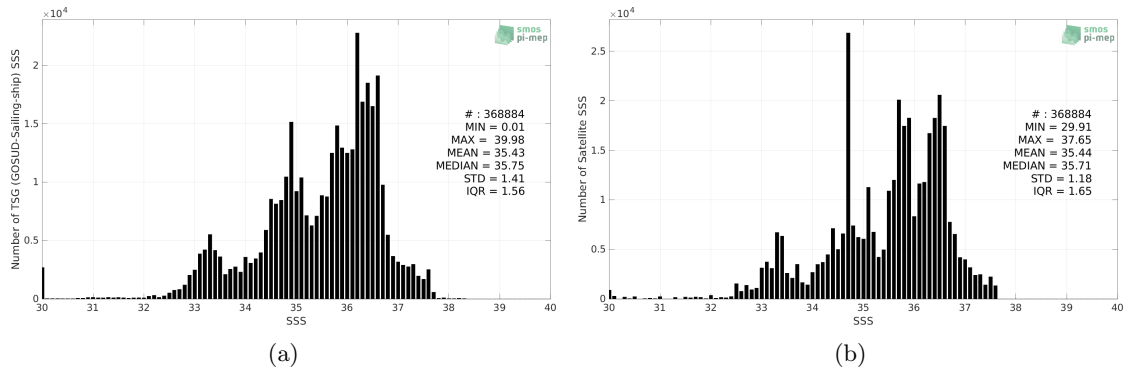 ×10^4
smos
pi-mep
Number of TSG (GOSUD-Sailing-ship) SSS
2
1.5
1
0.5
0
# : 368884
MIN = 0.01
MAX = 39.98
MEAN = 35.43
MEDIAN = 35.75
STD = 1.41
IQR = 1.56
30 31 32 33 34 35 36 37 38 39 40
SSS
(a)
×10^4
smos
pi-mep
Number of Satellite SSS
2.5
2
1.5
1
0.5
0
# : 368884
MIN = 29.91
MAX = 37.65
MEAN = 35.44
MEDIAN = 35.71
STD = 1.18
IQR = 1.65
30 31 32 33 34 35 36 37 38 39 40
SSS
(b)